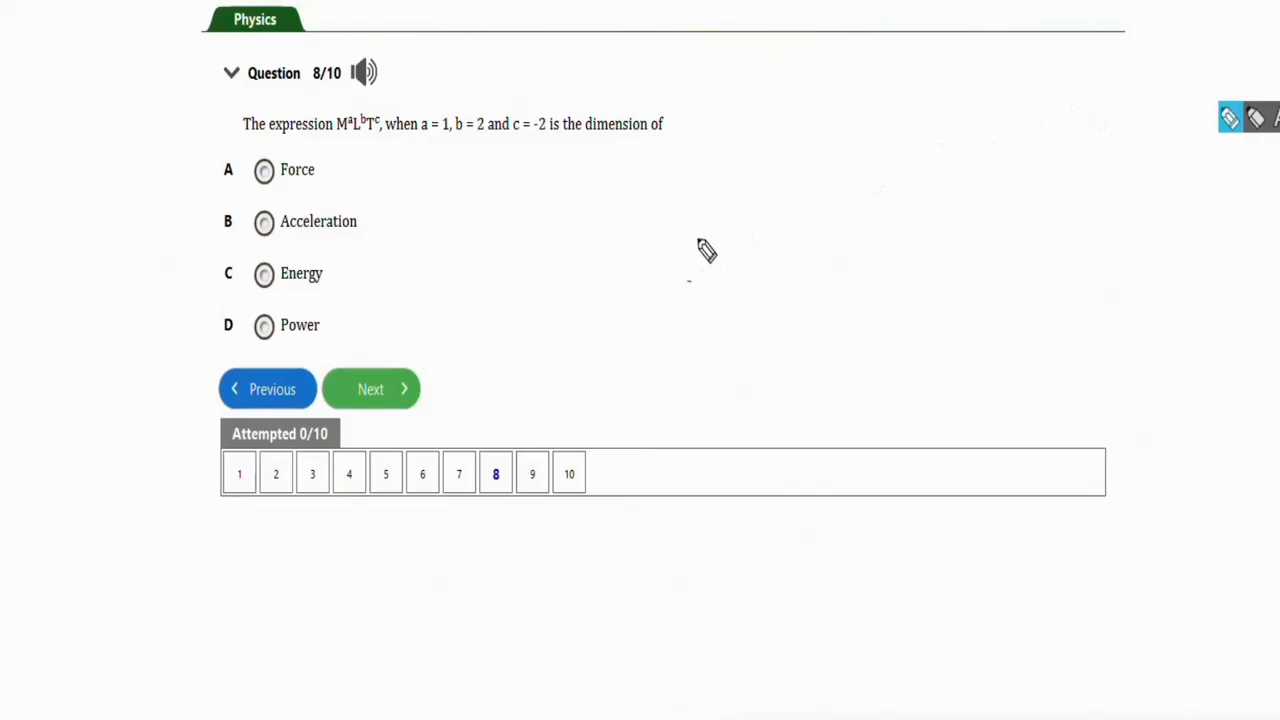 Physics
Question 8/10
The expression MᵃLᵇTᶜ, when a = 1, b = 2 and c = -2 is the dimension of
A Force
B Acceleration
C Energy
D Power
Previous Next
Attempted 0/10
1 2 3 4 5 6 7 8 9 10